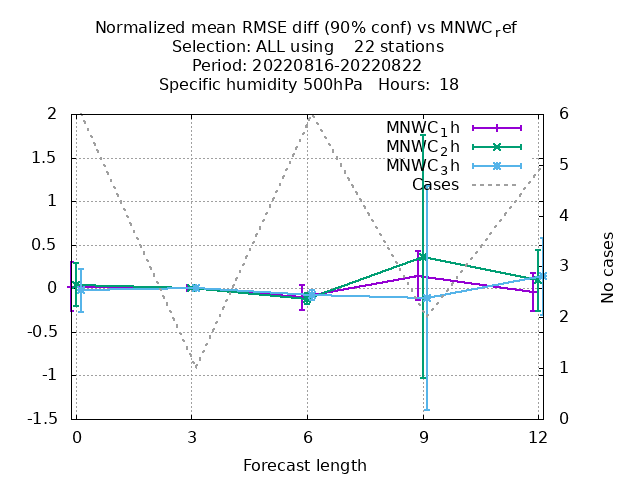 Normalized mean RMSE diff (90% conf) vs MNWC_ref
Selection: ALL using    22 stations
Period: 20220816-20220822
Specific humidity 500hPa   Hours:  18
MNWC_1h
MNWC_2h
MNWC_3h
Cases
2
1.5
1
0.5
0
-0.5
-1
-1.5
6
5
4
3
2
1
0
No cases
0 3 6 9 12
Forecast length